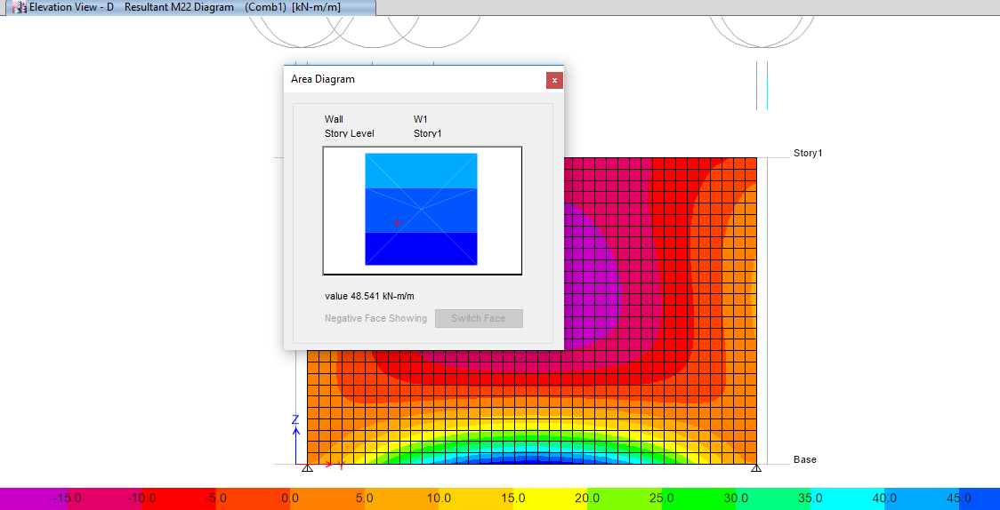 Elevation View - D Resultant M22 Diagram (Comb1) [kN-m/m]
Area Diagram
x
Wall W1
Story Level Story1
value 48.541 kN-m/m
Negative Face Showing Switch Face
Story1
Z
Y
Base
-15.0 -10.0 -5.0 0.0 5.0 10.0 15.0 20.0 25.0 30.0 35.0 40.0 45.0